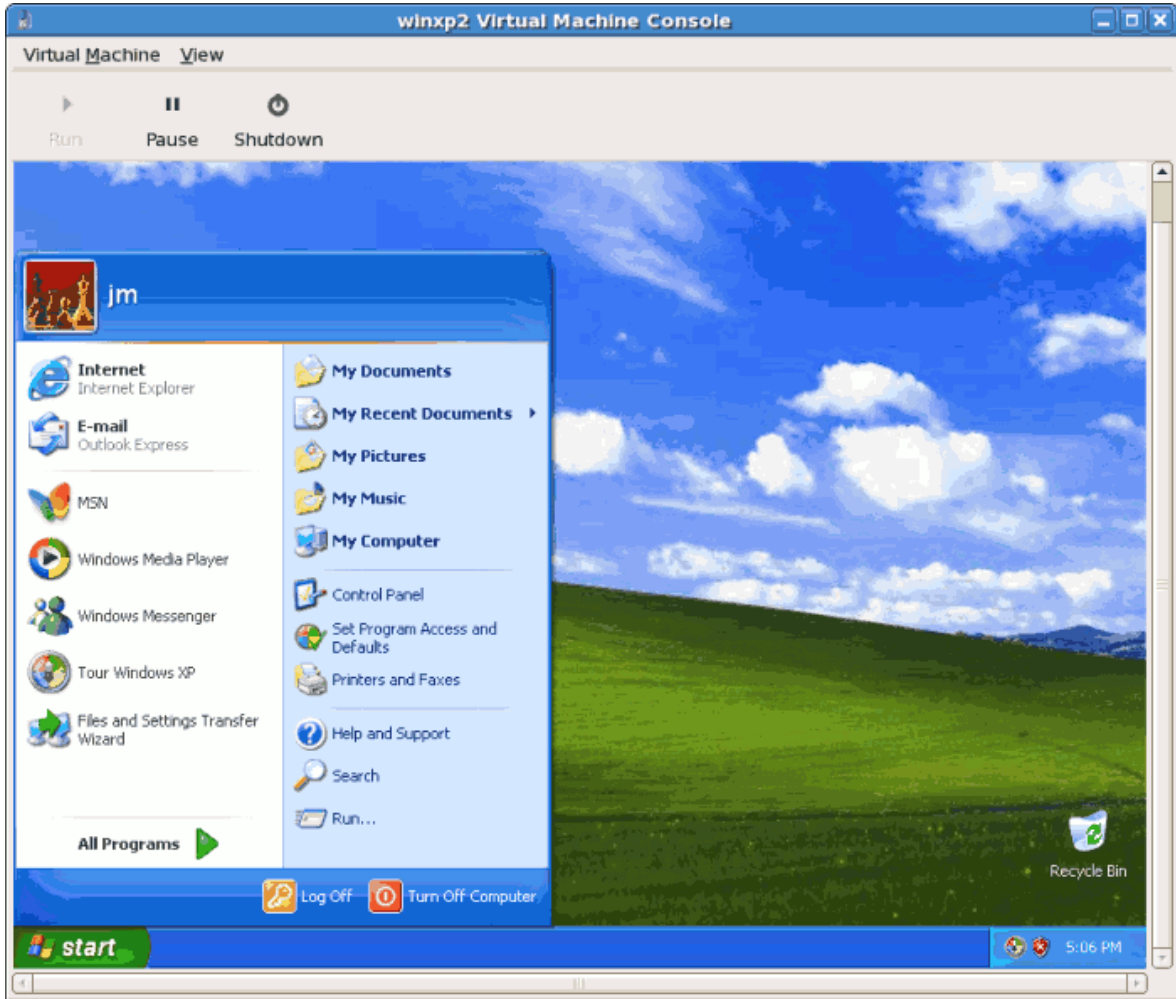 winxp2 Virtual Machine Console
Virtual Machine View
Run Pause Shutdown
jm
Internet
Internet Explorer
E-mail
Outlook Express
MSN
Windows Media Player
Windows Messenger
Tour Windows XP
Files and Settings Transfer
Wizard
All Programs
My Documents
My Recent Documents
My Pictures
My Music
My Computer
Control Panel
Set Program Access and
Defaults
Printers and Faxes
Help and Support
Search
Run...
Log Off Turn Off Computer
Recycle Bin
start
5:06 PM